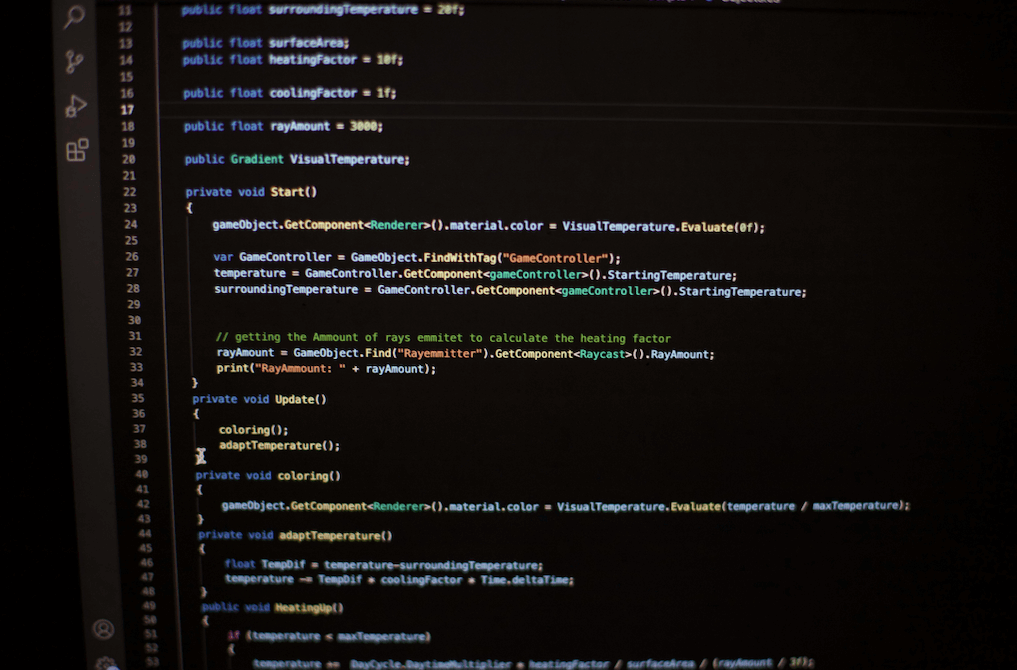 11 public float surroundingTemperature = 20f;
12
13 public float surfaceArea;
14 public float heatingFactor = 10f;
15
16 public float coolingFactor = 1f;
17
18 public float rayAmount = 3000;
19
20 public Gradient VisualTemperature;
21
22 private void Start()
23 {
24 gameObject.GetComponent<Renderer>().material.color = VisualTemperature.Evaluate(0f);
25
26 var GameController = GameObject.FindWithTag("GameController");
27 temperature = GameController.GetComponent<gameController>().StartingTemperature;
28 surroundingTemperature = GameController.GetComponent<gameController>().StartingTemperature;
29
30
31 // getting the Ammount of rays emmitet to calculate the heating factor
32 rayAmount = GameObject.Find("Rayemmitter").GetComponent<Raycast>().RayAmount;
33 print("RayAmmount: " + rayAmount);
34 }
35 private void Update()
36 {
37 coloring();
38 adaptTemperature();
39 }
40 private void coloring()
41 {
42 gameObject.GetComponent<Renderer>().material.color = VisualTemperature.Evaluate(temperature / maxTemperature);
43 }
44 private void adaptTemperature()
45 {
46 float TempDif = temperature-surroundingTemperature;
47 temperature -= TempDif * coolingFactor * Time.deltaTime;
48 }
49 public void HeatingUp()
50 {
51 if (temperature < maxTemperature)
52 {
53 temperature += DayCycle.DaytimeMultiplier * heatingFactor / surfaceArea / (rayAmount / 3f);